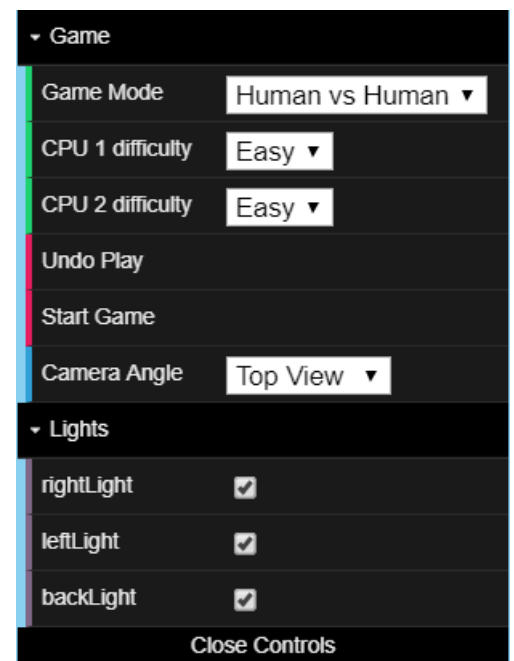 Game
Game Mode Human vs Human
CPU 1 difficulty Easy
CPU 2 difficulty Easy
Undo Play
Start Game
Camera Angle Top View
Lights
rightLight
leftLight
backLight
Close Controls